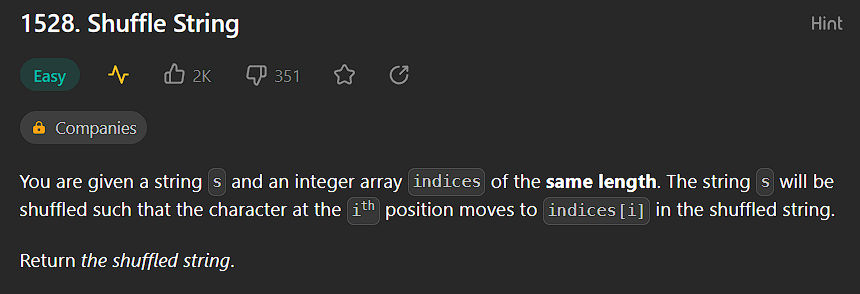 1528. Shuffle String
Hint
Easy
2K
351
Companies
You are given a string s and an integer array indices of the same length. The string s will be
shuffled such that the character at the ith position moves to indices[i] in the shuffled string.
Return the shuffled string.